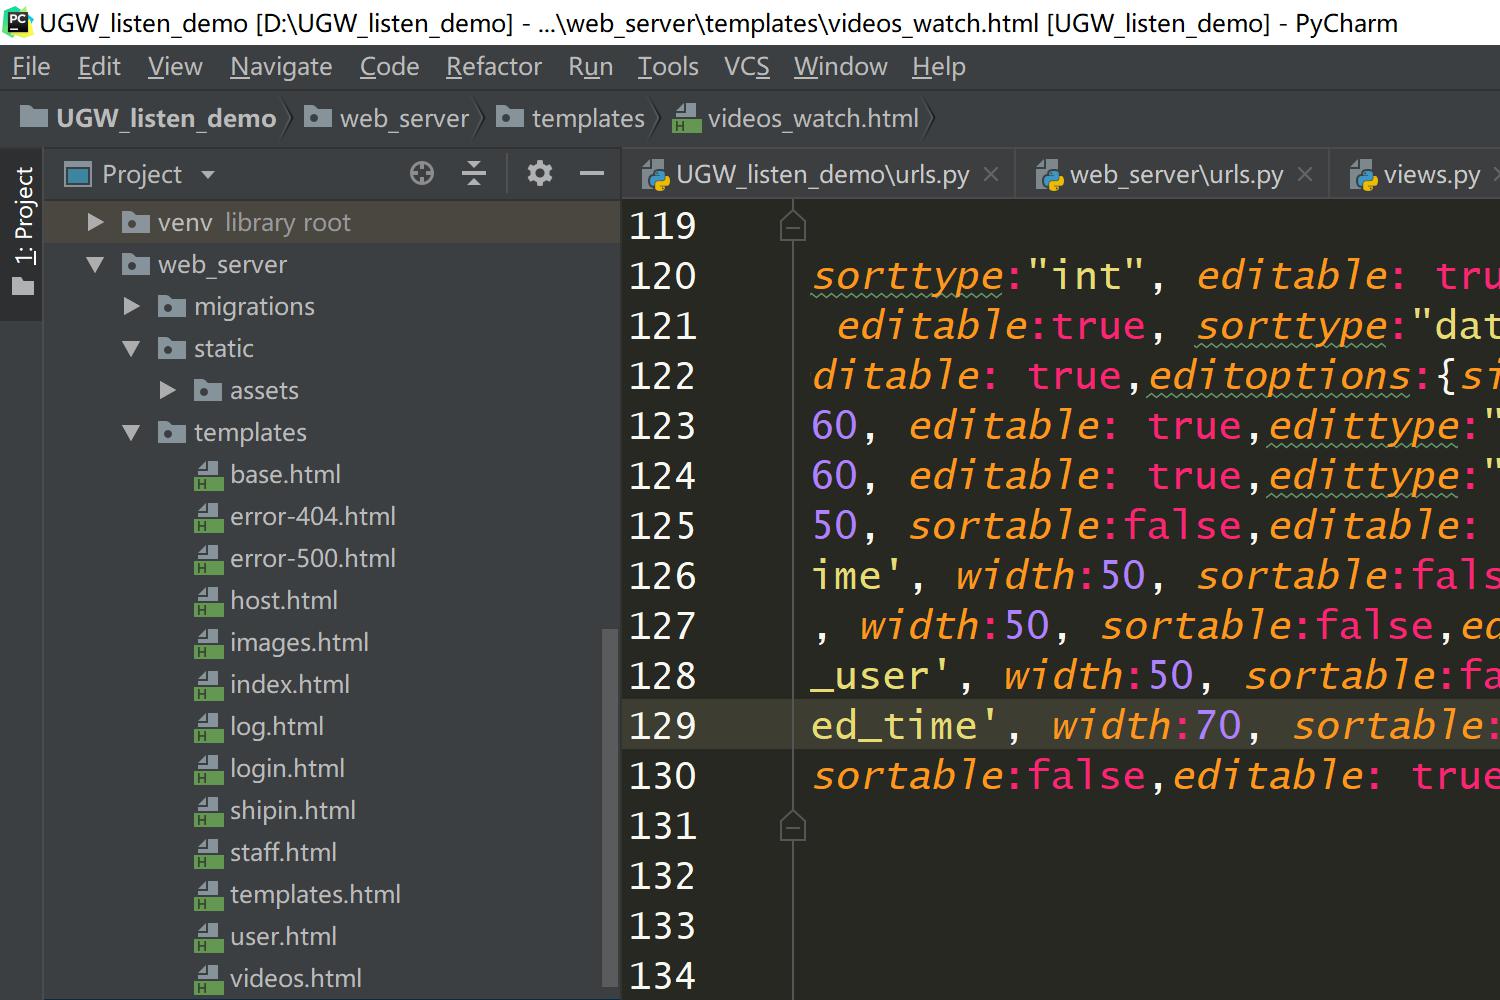 PC UGW_listen_demo [D:\UGW_listen_demo] - ...\web_server\templates\videos_watch.html [UGW_listen_demo] - PyCharm
File Edit View Navigate Code Refactor Run Tools VCS Window Help
UGW_listen_demo web_server templates videos_watch.html
1: Project
Project
UGW_listen_demo\urls.py web_server\urls.py views.py
venv library root
web_server
migrations
static
assets
templates
base.html
error-404.html
error-500.html
host.html
images.html
index.html
log.html
login.html
shipin.html
staff.html
templates.html
user.html
videos.html
119
120 sorttype:"int", editable: tru
121 editable:true, sorttype:"dat
122 ditable: true,editoptions:{si
123 60, editable: true,edittype:"
124 60, editable: true,edittype:"
125 50, sortable:false,editable:
126 ime', width:50, sortable:fals
127 , width:50, sortable:false,ed
128 _user', width:50, sortable:fa
129 ed_time', width:70, sortable:
130 sortable:false,editable: true
131
132
133
134